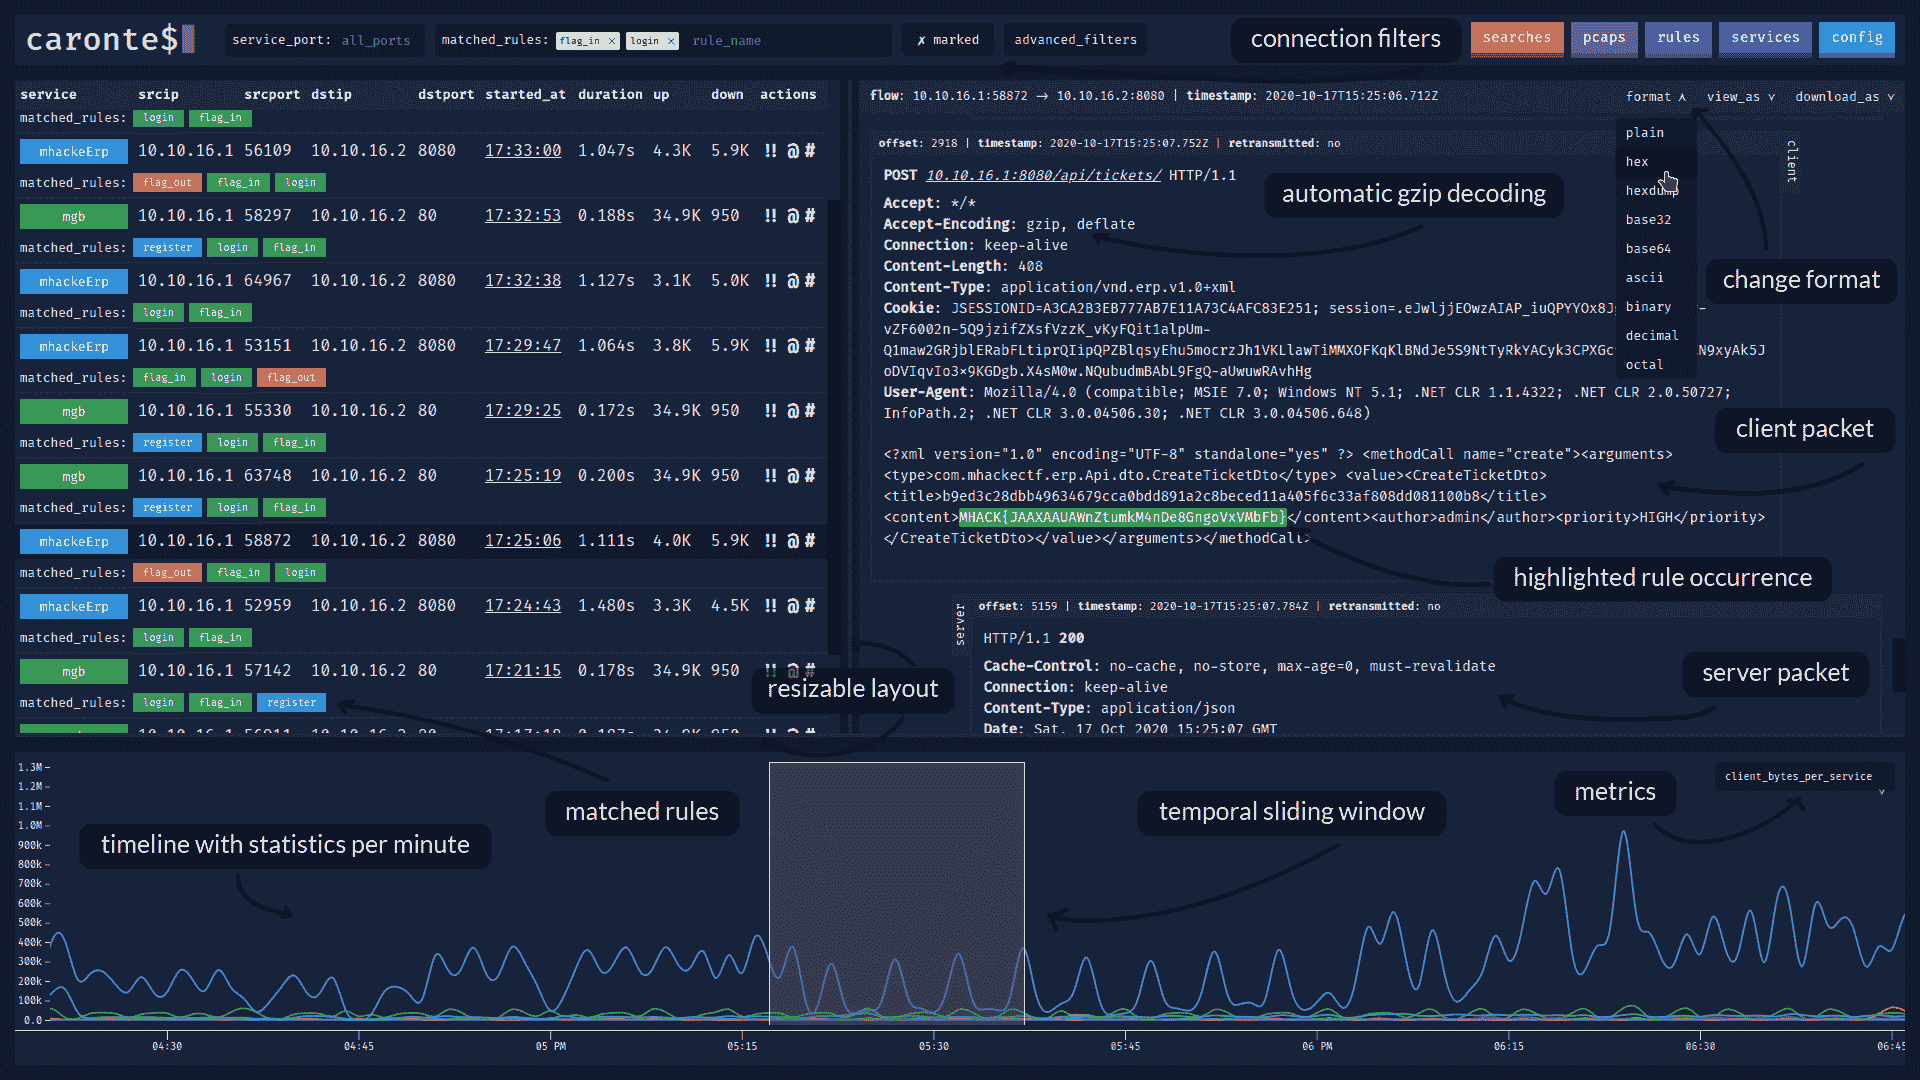 caronte$
service_port: all_ports
matched_rules: flag_in × login × rule_name
✗ marked
advanced_filters
connection filters
searches
pcaps
rules
services
config
service srcip srcport dstip dstport started_at duration up down actions
matched_rules: login flag_in
mhackeErp 10.10.16.1 56109 10.10.16.2 8080 17:33:00 1.047s 4.3K 5.9K !! @ #
matched_rules: flag_out flag_in login
mgb 10.10.16.1 58297 10.10.16.2 80 17:32:53 0.188s 34.9K 950 !! @ #
matched_rules: register login flag_in
mhackeErp 10.10.16.1 64967 10.10.16.2 8080 17:32:38 1.127s 3.1K 5.0K !! @ #
matched_rules: login flag_in
mhackeErp 10.10.16.1 53151 10.10.16.2 8080 17:29:47 1.064s 3.8K 5.9K !! @ #
matched_rules: flag_in login flag_out
mgb 10.10.16.1 55330 10.10.16.2 80 17:29:25 0.172s 34.9K 950 !! @ #
matched_rules: register login flag_in
mgb 10.10.16.1 63748 10.10.16.2 80 17:25:19 0.200s 34.9K 950 !! @ #
matched_rules: register login flag_in
mhackeErp 10.10.16.1 58872 10.10.16.2 8080 17:25:06 1.111s 4.0K 5.9K !! @ #
matched_rules: flag_out flag_in login
mhackeErp 10.10.16.1 52959 10.10.16.2 8080 17:24:43 1.480s 3.3K 4.5K !! @ #
matched_rules: login flag_in
mgb 10.10.16.1 57142 10.10.16.2 80 17:21:15 0.178s 34.9K 950 !! @ #
matched_rules: login flag_in register
flow: 10.10.16.1:58872 → 10.10.16.2:8080 | timestamp: 2020-10-17T15:25:06.712Z
format view_as download_as
plain
hex
hexdump
base32
base64
ascii
binary
decimal
octal
change format
client
offset: 2918 | timestamp: 2020-10-17T15:25:07.752Z | retransmitted: no
POST 10.10.16.1:8080/api/tickets/ HTTP/1.1
automatic gzip decoding
Accept: */*
Accept-Encoding: gzip, deflate
Connection: keep-alive
Content-Length: 408
Content-Type: application/vnd.erp.v1.0+xml
Cookie: JSESSIONID=A3CA2B3EB777AB7E11A73C4AFC83E251; session=.eJwljjEOwzAIAP_iuQPYYOx8J
vZF6002n-5Q9jzifZXsfVzzK_vKyFQit1alpUm-
Q1maw2GRjblERabFLtiprQIipQPZBlqsyEhu5mocrzJh1VKLlawTiMMXOFKqKlBNdJe5S9NtTyRkYACyk3CPXGc N9xyAk5J
oDVIqvIo3×9KGDgb.X4sM0w.NQubudmBAbL9FgQ-aUwuwRAvhHg
User-Agent: Mozilla/4.0 (compatible; MSIE 7.0; Windows NT 5.1; .NET CLR 1.1.4322; .NET CLR 2.0.50727;
InfoPath.2; .NET CLR 3.0.04506.30; .NET CLR 3.0.04506.648)
client packet
<?xml version="1.0" encoding="UTF-8" standalone="yes" ?> <methodCall name="create"><arguments>
<type>com.mhackectf.erp.Api.dto.CreateTicketDto</type> <value><CreateTicketDto>
<title>b9ed3c28dbb49634679cca0bdd891a2c8beced11a405f6c33af808dd081100b8</title>
<content>MHACK{JAAXAAUAWnZtumkM4nDe8GngoVxVMbFb}</content><author>admin</author><priority>HIGH</priority>
</CreateTicketDto></value></arguments></methodCall>
highlighted rule occurrence
server
offset: 5159 | timestamp: 2020-10-17T15:25:07.784Z | retransmitted: no
HTTP/1.1 200
Cache-Control: no-cache, no-store, max-age=0, must-revalidate
Connection: keep-alive
Content-Type: application/json
Date: Sat, 17 Oct 2020 15:25:07 GMT
server packet
resizable layout
matched rules
timeline with statistics per minute
temporal sliding window
metrics
client_bytes_per_service
1.3M
1.2M
1.1M
1.0M
900k
800k
700k
600k
500k
400k
300k
200k
100k
0.0
04:30 04:45 05 PM 05:15 05:30 05:45 06 PM 06:15 06:30 06:45